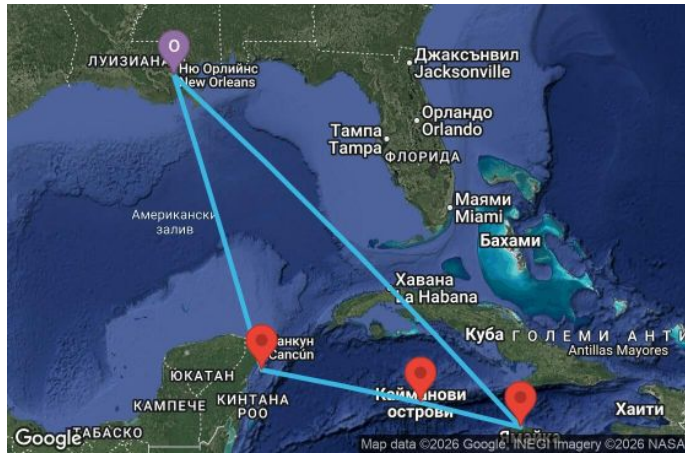 O
ЛУИЗИАНА
Ню Орлийнс
New Orleans
Джаксънвил
Jacksonville
Орландо
Orlando
Тампа
Tampa
ФЛОРИДА
Маями
Miami
Американски
залив
Бахами
Хавана
La Habana
Куба
ГОЛЕМИ АНТИ
Antillas Mayores
анкун
Cancún
ЮКАТАН
КАМПЕЧЕ
КИНТАНА
РОО
ТАБАСКО
Кайманови
острови
Хаити
Google
Map data ©2026 Google, INEGI Imagery ©2026 NASA